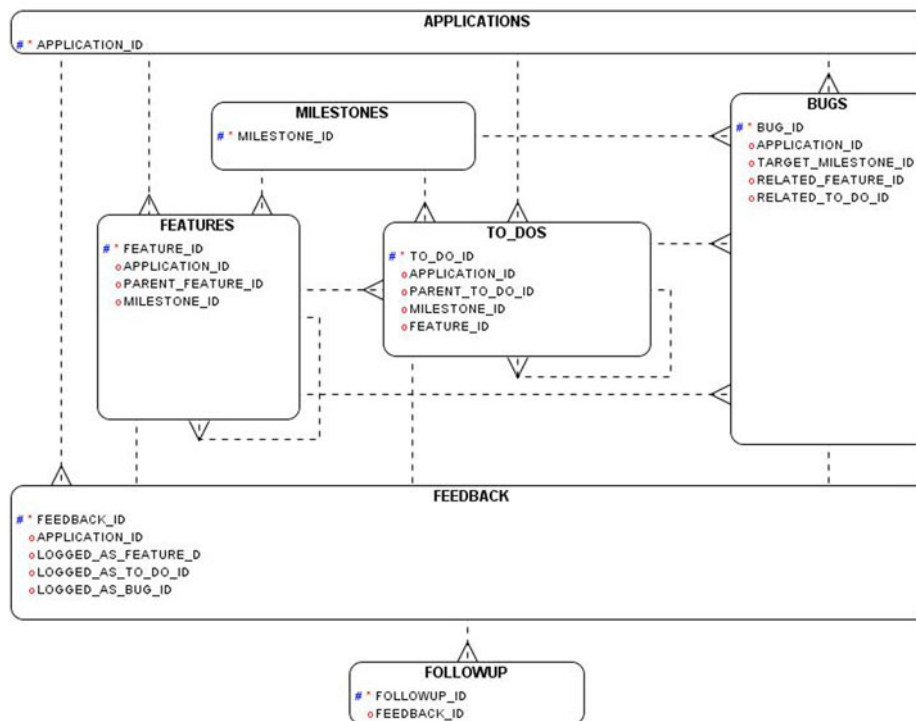 APPLICATIONS
# * APPLICATION_ID
MILESTONES
# * MILESTONE_ID
BUGS
# * BUG_ID
o APPLICATION_ID
o TARGET_MILESTONE_ID
o RELATED_FEATURE_ID
o RELATED_TO_DO_ID
FEATURES
# * FEATURE_ID
o APPLICATION_ID
o PARENT_FEATURE_ID
o MILESTONE_ID
TO_DOS
# * TO_DO_ID
o APPLICATION_ID
o PARENT_TO_DO_ID
o MILESTONE_ID
o FEATURE_ID
FEEDBACK
# * FEEDBACK_ID
o APPLICATION_ID
o LOGGED_AS_FEATURE_D
o LOGGED_AS_TO_DO_ID
o LOGGED_AS_BUG_ID
FOLLOWUP
# * FOLLOWUP_ID
o FEEDBACK_ID